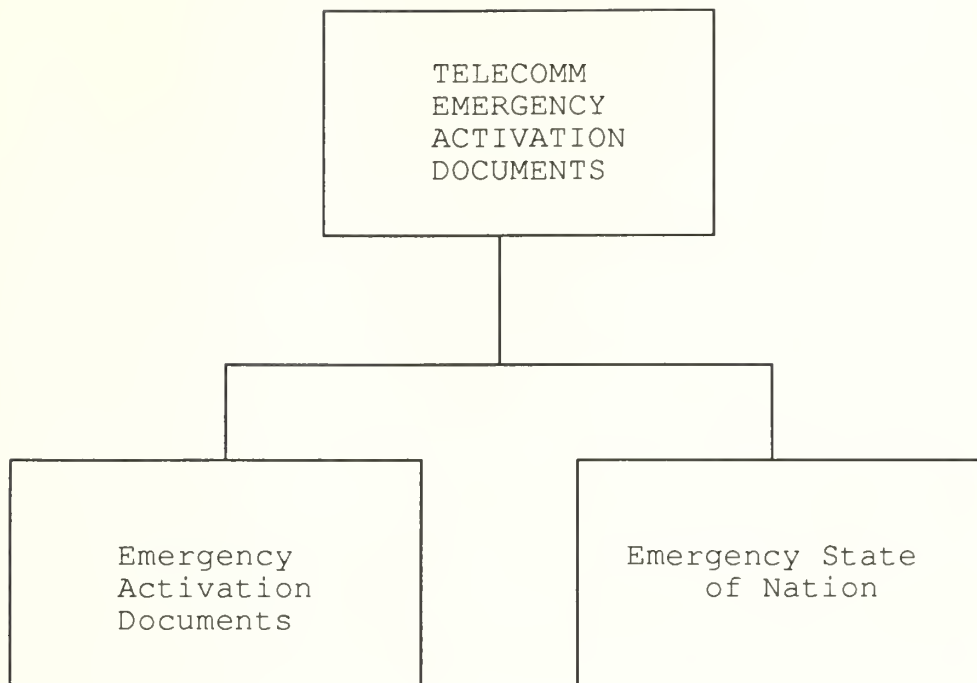 TELECOMM
EMERGENCY
ACTIVATION
DOCUMENTS
Emergency
Activation
Documents
Emergency State
of Nation